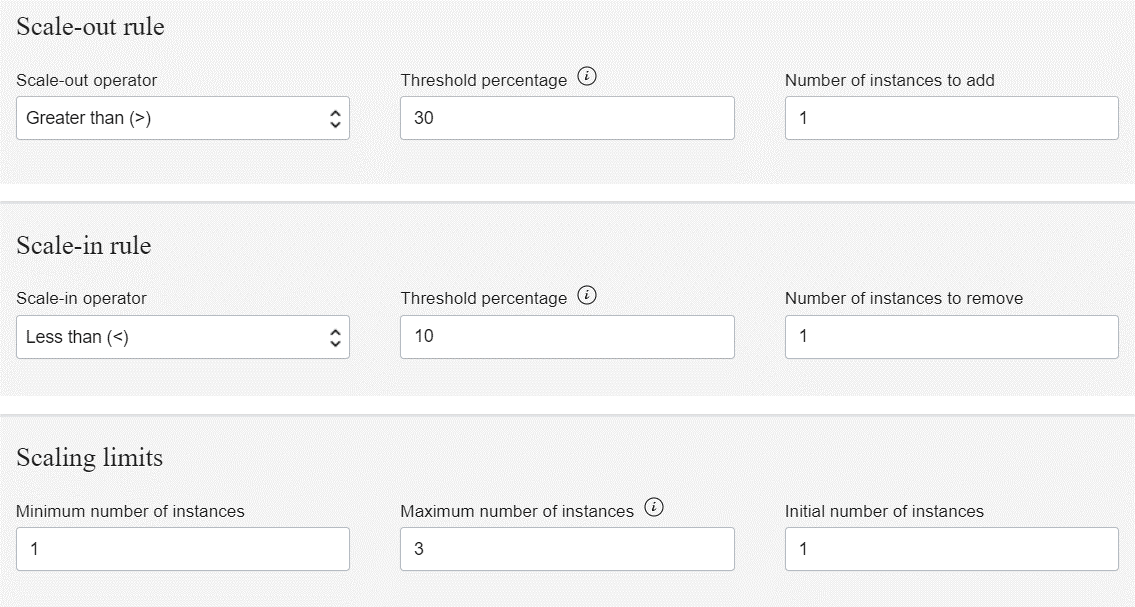 Scale-out rule
Scale-out operator Threshold percentage i Number of instances to add
Greater than (>) 30 1
Scale-in rule
Scale-in operator Threshold percentage i Number of instances to remove
Less than (<) 10 1
Scaling limits
Minimum number of instances Maximum number of instances i Initial number of instances
1 3 1